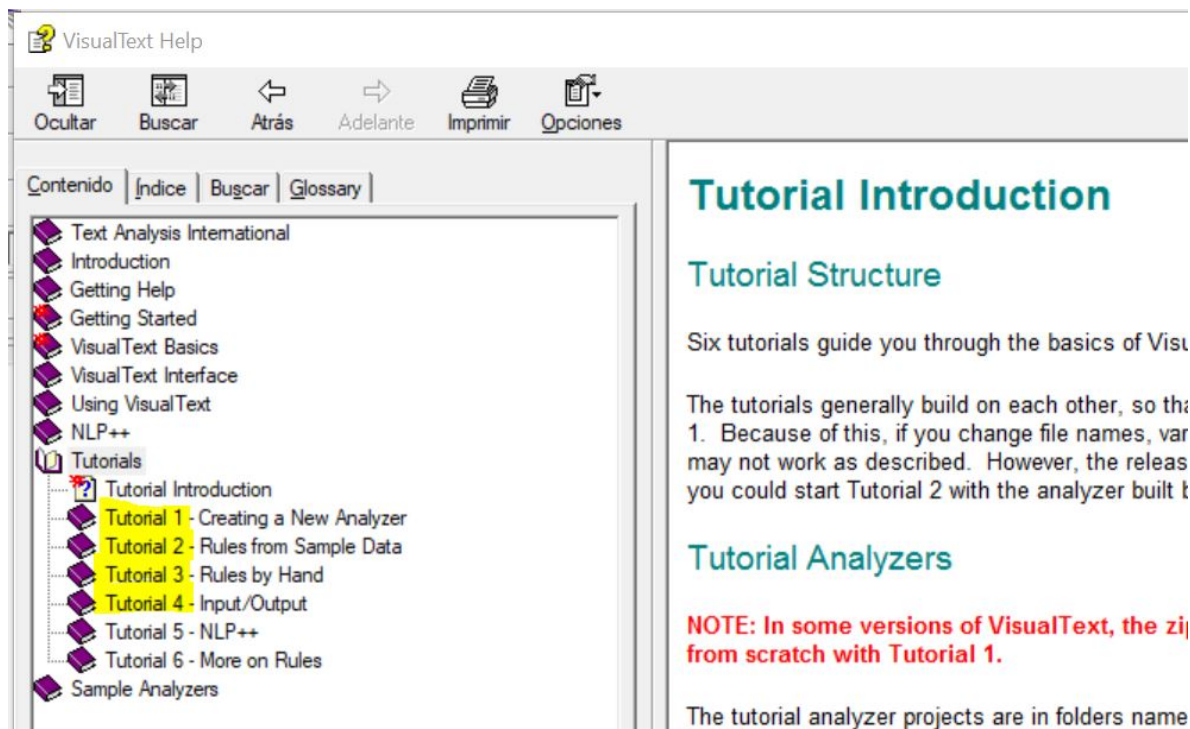 VisualText Help
Ocultar Buscar Atrás Adelante Imprimir Opciones
Contenido Índice Buscar Glossary
Text Analysis International
Introduction
Getting Help
Getting Started
VisualText Basics
VisualText Interface
Using VisualText
NLP++
Tutorials
Tutorial Introduction
Tutorial 1 - Creating a New Analyzer
Tutorial 2 - Rules from Sample Data
Tutorial 3 - Rules by Hand
Tutorial 4 - Input/Output
Tutorial 5 - NLP++
Tutorial 6 - More on Rules
Sample Analyzers
Tutorial Introduction
Tutorial Structure
Six tutorials guide you through the basics of
The tutorials generally build on each other, so
1. Because of this, if you change file names,
may not work as described. However, the
you could start Tutorial 2 with the analyzer built
Tutorial Analyzers
NOTE: In some versions of VisualText, the
from scratch with Tutorial 1.
The tutorial analyzer projects are in folders